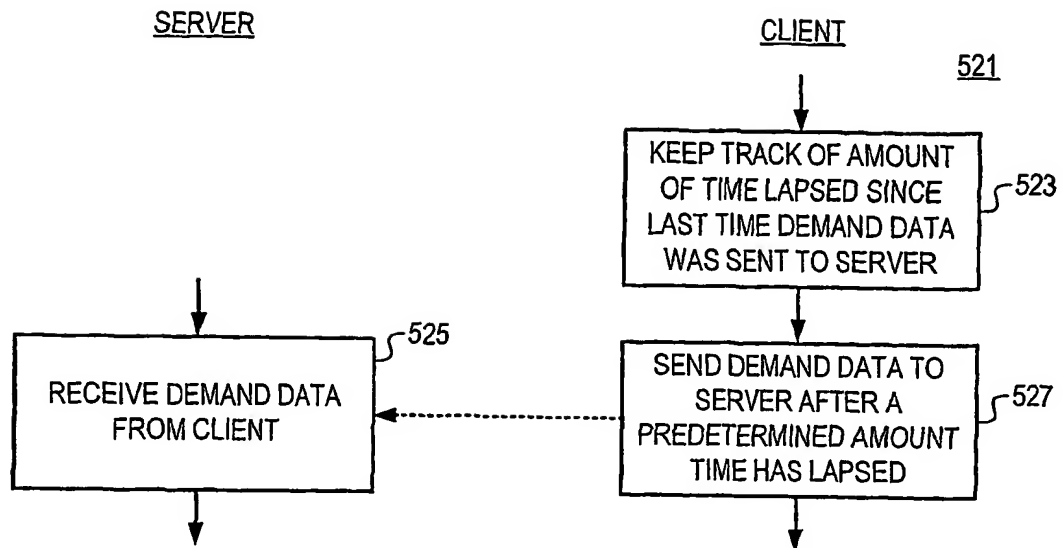 SERVER
CLIENT
521
KEEP TRACK OF AMOUNT
OF TIME LAPSED SINCE
LAST TIME DEMAND DATA
WAS SENT TO SERVER
523
525
RECEIVE DEMAND DATA
FROM CLIENT
SEND DEMAND DATA TO
SERVER AFTER A
PREDETERMINED AMOUNT
TIME HAS LAPSED
527